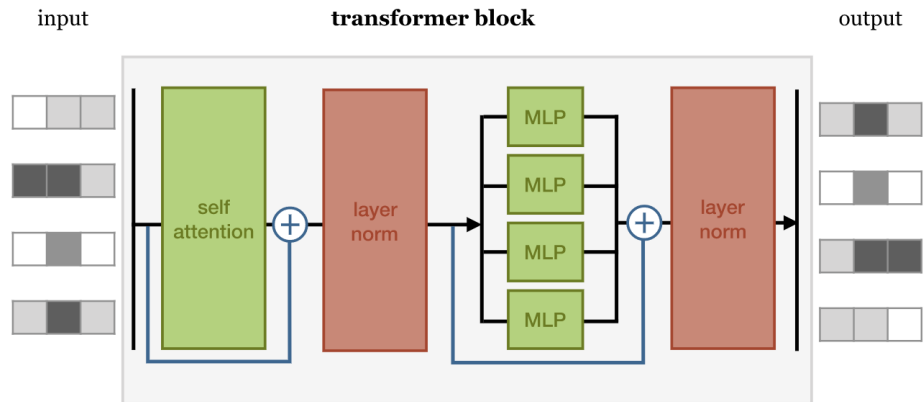 input
transformer block
output
self
attention
layer
norm
MLP
MLP
MLP
MLP
layer
norm